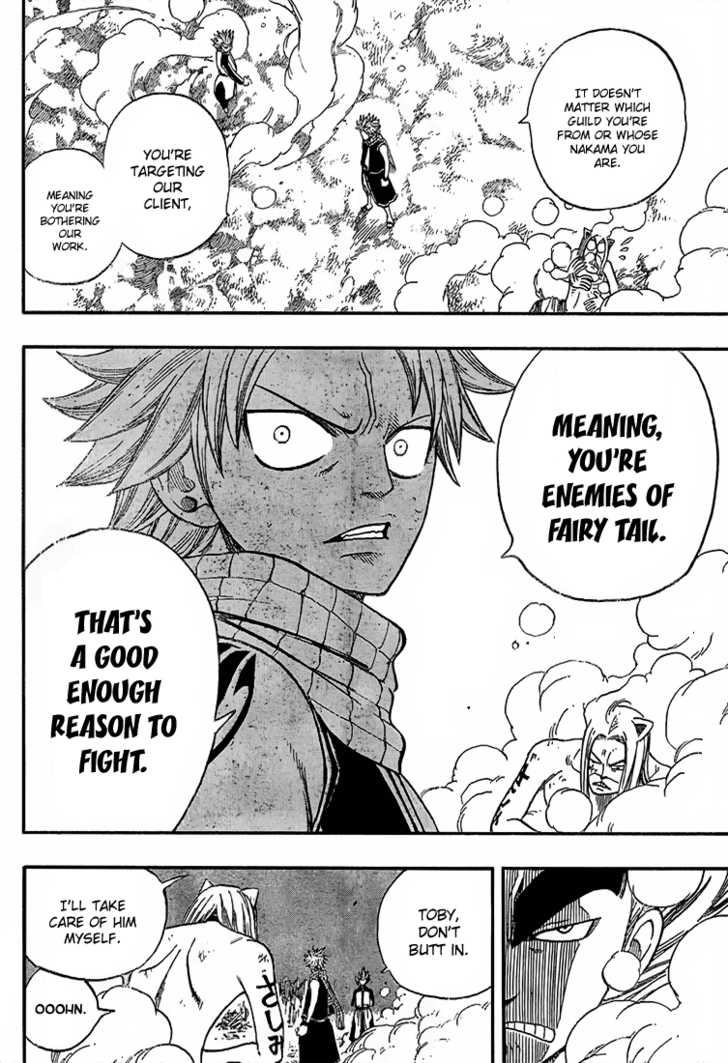 IT DOESN'T
MATTER WHICH
GUILD YOU'RE
FROM OR WHOSE
NAKAMA YOU
ARE.
YOU'RE
TARGETING
OUR
CLIENT,
MEANING
YOU'RE
BOTHERING
OUR
WORK.
MEANING,
YOU'RE
ENEMIES OF
FAIRY TAIL.
THAT'S
A GOOD
ENOUGH
REASON TO
FIGHT.
TOBY,
DON'T
BUTT IN.
I'LL TAKE
CARE OF HIM
MYSELF.
OOOHN.